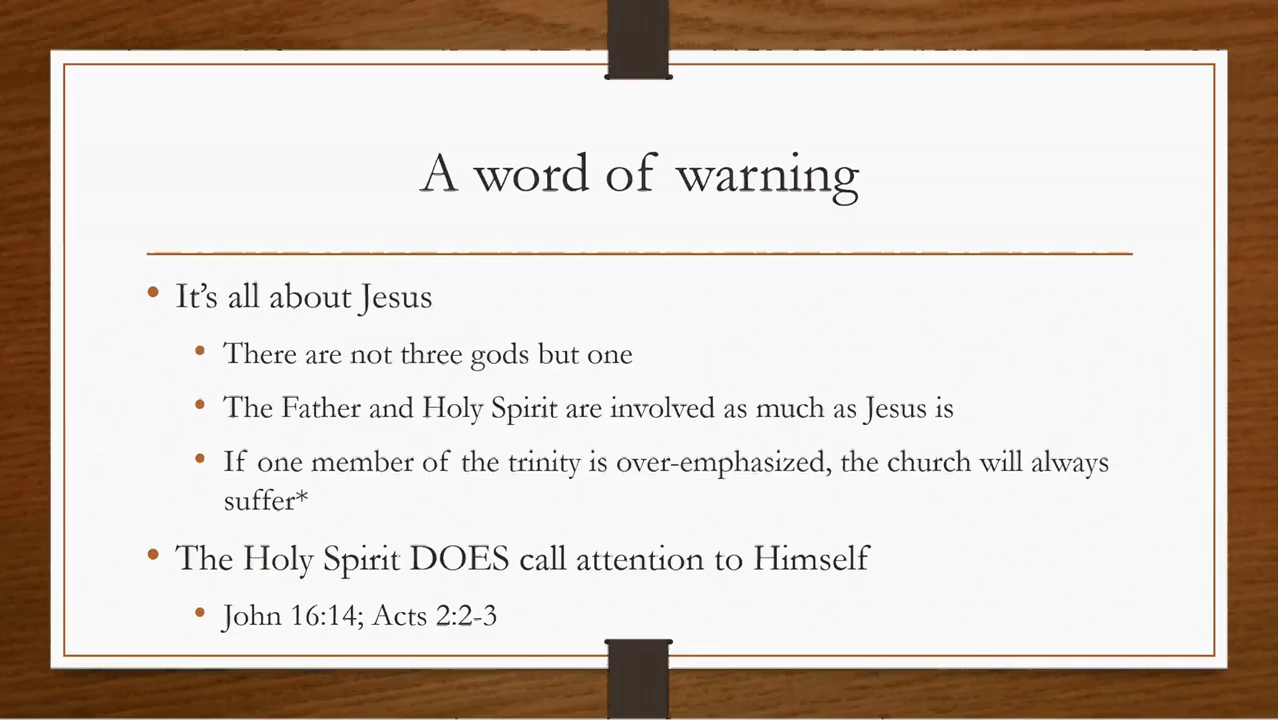 A word of warning
• It’s all about Jesus
• There are not three gods but one
• The Father and Holy Spirit are involved as much as Jesus is
• If one member of the trinity is over-emphasized, the church will always
suffer*
• The Holy Spirit DOES call attention to Himself
• John 16:14; Acts 2:2-3